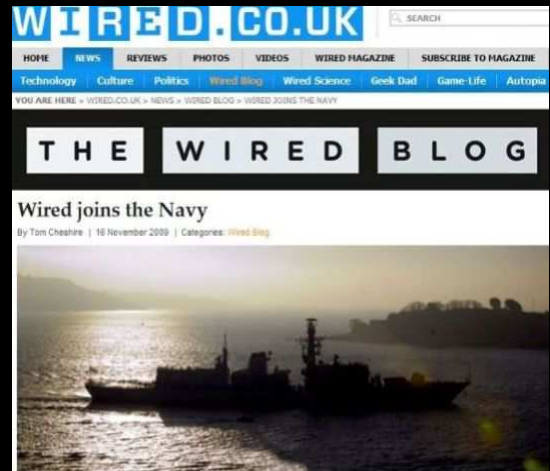 WIRED.CO.UK
SEARCH
HOME NEWS REVIEWS PHOTOS VIDEOS WIRED MAGAZINE SUBSCRIBE TO MAGAZINE
Technology Culture Politics Wired Blog Wired Science Geek Dad Game-Life Autopia
YOU ARE HERE > WIRED.CO.UK > NEWS > WIRED BLOG > WIRED JOINS THE NAVY
THE WIRED BLOG
Wired joins the Navy
By Tom Cheshire | 16 November 2009 | Categories: Wired Blog